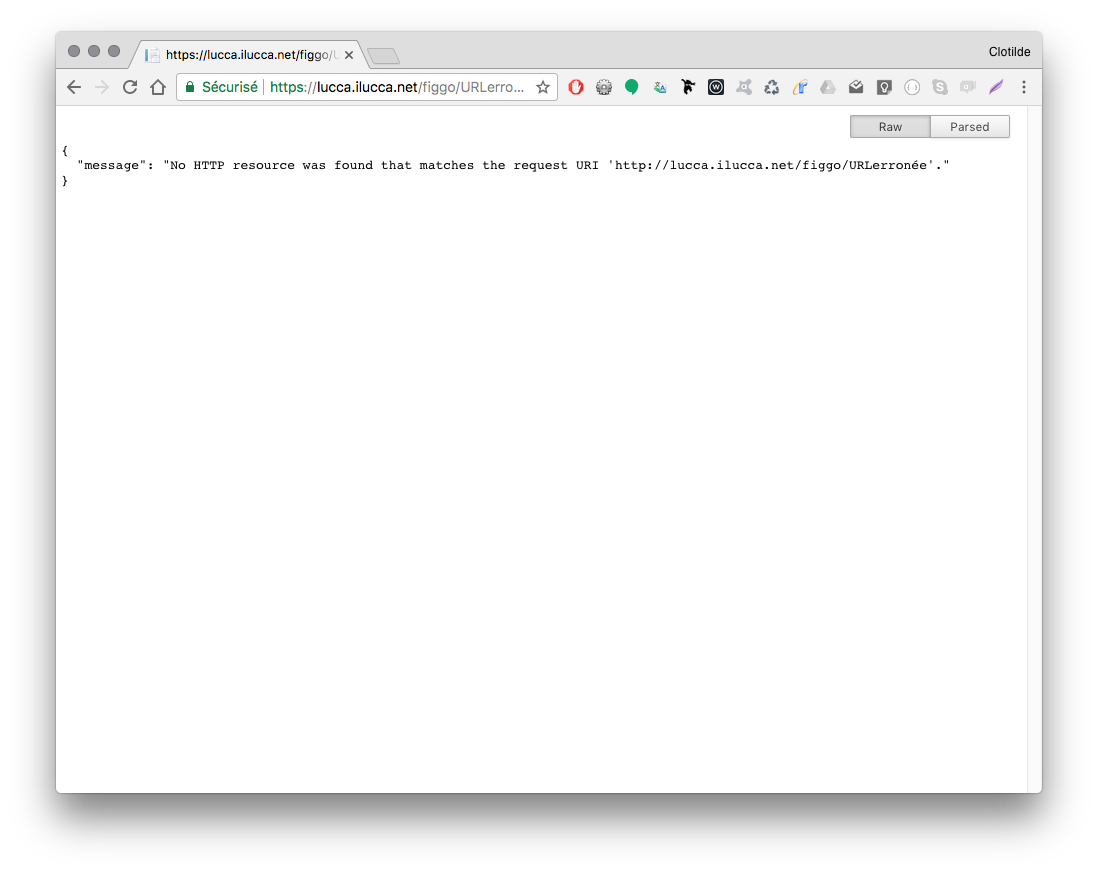 https://lucca.ilucca.net/figgo/U
Clotilde
Sécurisé
https://lucca.ilucca.net/figgo/URLerro...
Raw
Parsed
{
"message": "No HTTP resource was found that matches the request URI 'http://lucca.ilucca.net/figgo/URLerronée'."
}